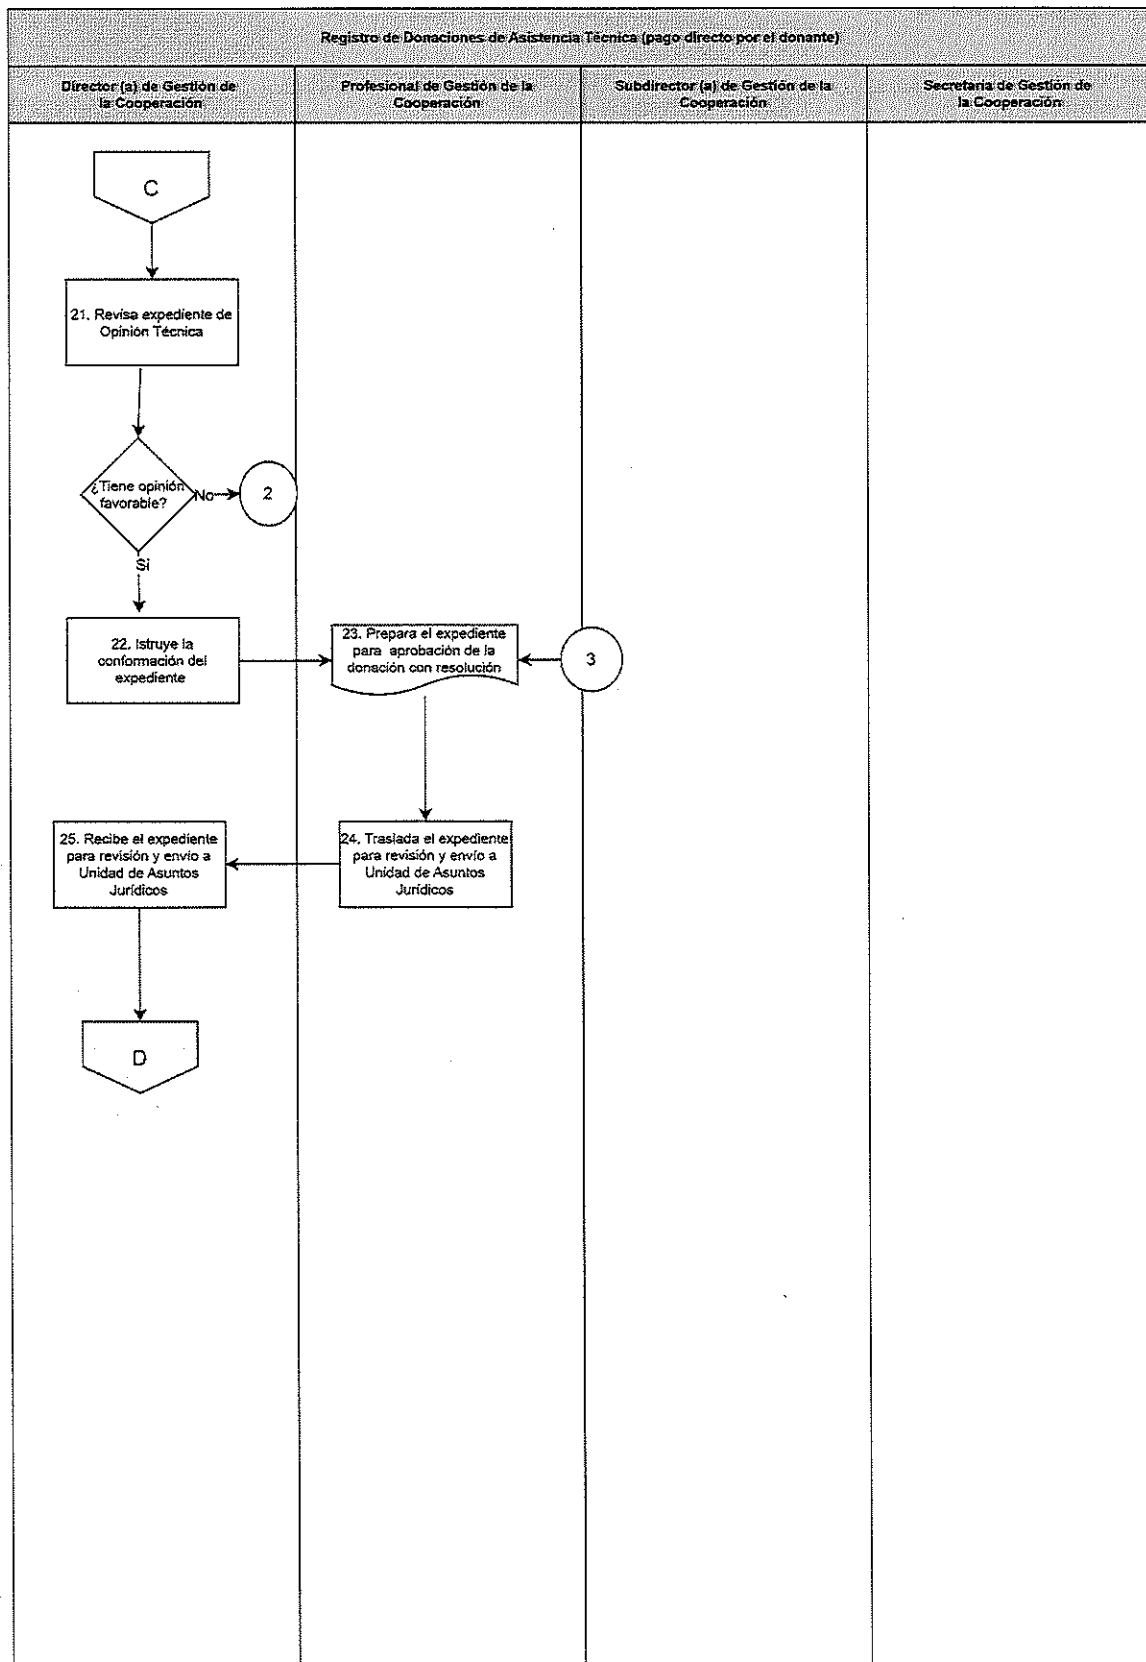 Registro de Donaciones de Asistencia Técnica (pago directo por el donante)
Director (a) de Gestión de
la Cooperación
Profesional de Gestión de la
Cooperación
Subdirector (a) de Gestión de la
Cooperación
Secretaria de Gestión de
la Cooperación
C
21. Revisa expediente de
Opinión Técnica
¿Tiene opinión
favorable?
No
2
Si
22. Istruye la
conformación del
expediente
23. Prepara el expediente
para aprobación de la
donación con resolución
3
25. Recibe el expediente
para revisión y envío a
Unidad de Asuntos
Jurídicos
24. Traslada el expediente
para revisión y envío a
Unidad de Asuntos
Jurídicos
D